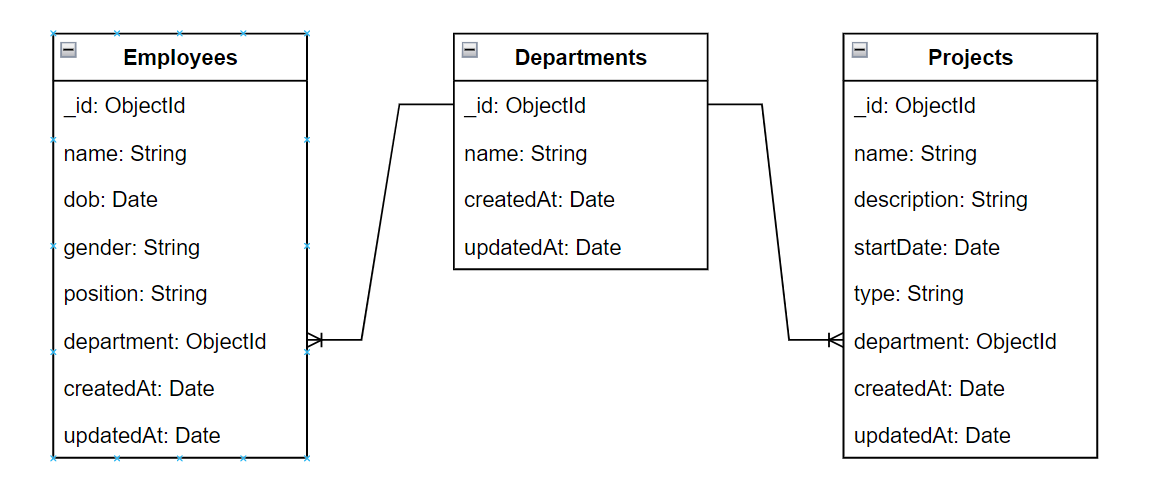 Employees
_id: ObjectId
name: String
dob: Date
gender: String
position: String
department: ObjectId
createdAt: Date
updatedAt: Date
Departments
_id: ObjectId
name: String
createdAt: Date
updatedAt: Date
Projects
_id: ObjectId
name: String
description: String
startDate: Date
type: String
department: ObjectId
createdAt: Date
updatedAt: Date